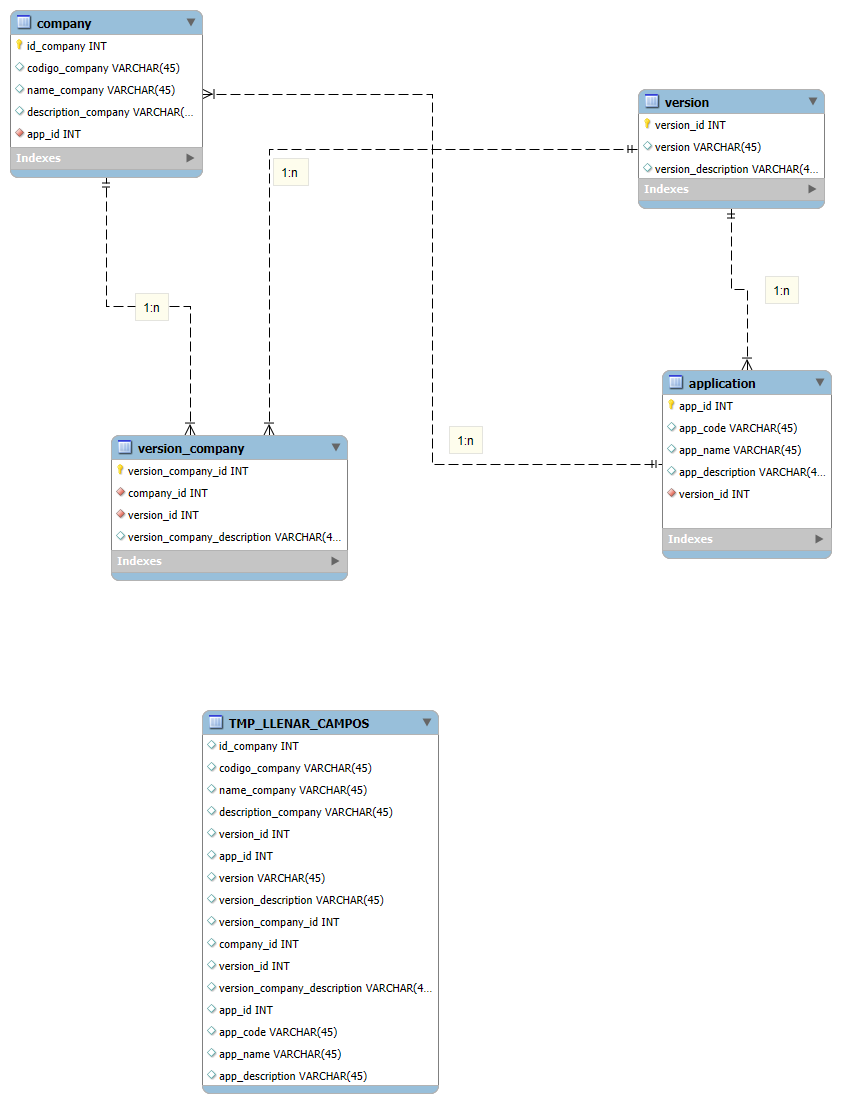 company
id_company INT
codigo_company VARCHAR(45)
name_company VARCHAR(45)
description_company VARCHAR(...
app_id INT
Indexes
version
version_id INT
version VARCHAR(45)
version_description VARCHAR(4...
Indexes
1:n
1:n
1:n
1:n
application
app_id INT
app_code VARCHAR(45)
app_name VARCHAR(45)
app_description VARCHAR(4...
version_id INT
Indexes
version_company
version_company_id INT
company_id INT
version_id INT
version_company_description VARCHAR(4...
Indexes
TMP_LLENAR_CAMPOS
id_company INT
codigo_company VARCHAR(45)
name_company VARCHAR(45)
description_company VARCHAR(45)
version_id INT
app_id INT
version VARCHAR(45)
version_description VARCHAR(45)
version_company_id INT
company_id INT
version_id INT
version_company_description VARCHAR(4...
app_id INT
app_code VARCHAR(45)
app_name VARCHAR(45)
app_description VARCHAR(45)